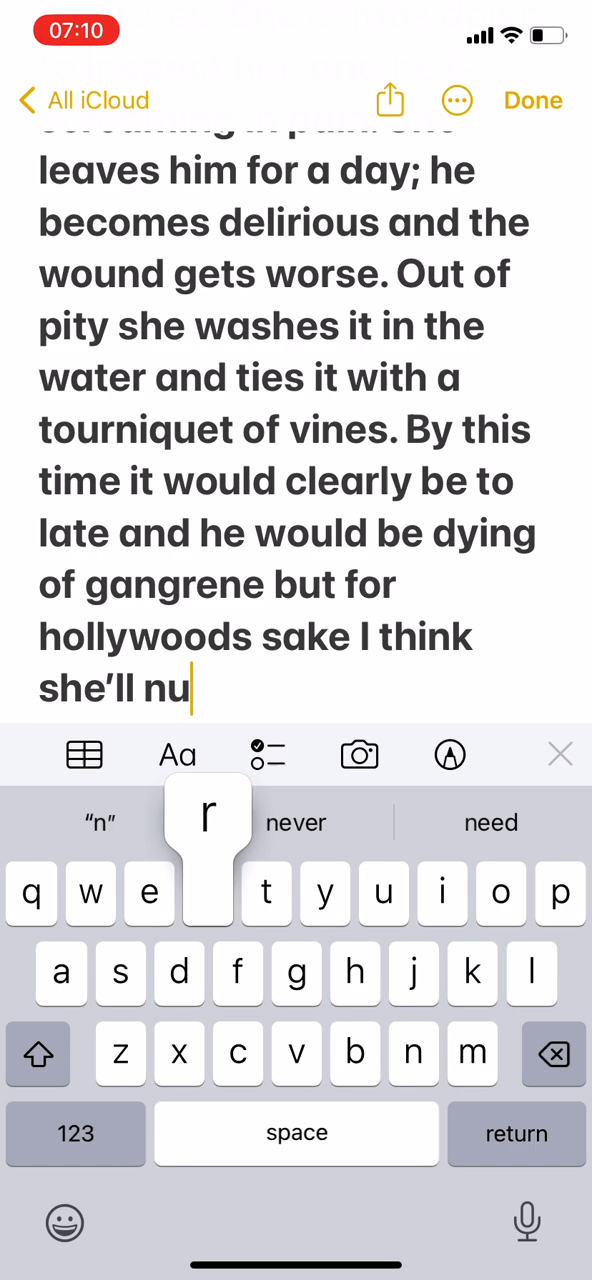 07:10
All iCloud
Done
leaves him for a day; he
becomes delirious and the
wound gets worse. Out of
pity she washes it in the
water and ties it with a
tourniquet of vines. By this
time it would clearly be to
late and he would be dying
of gangrene but for
hollywoods sake I think
she'll nu
Aa
“n”
never
need
r
q w e t y u i o p
a s d f g h j k l
z x c v b n m
123
space
return